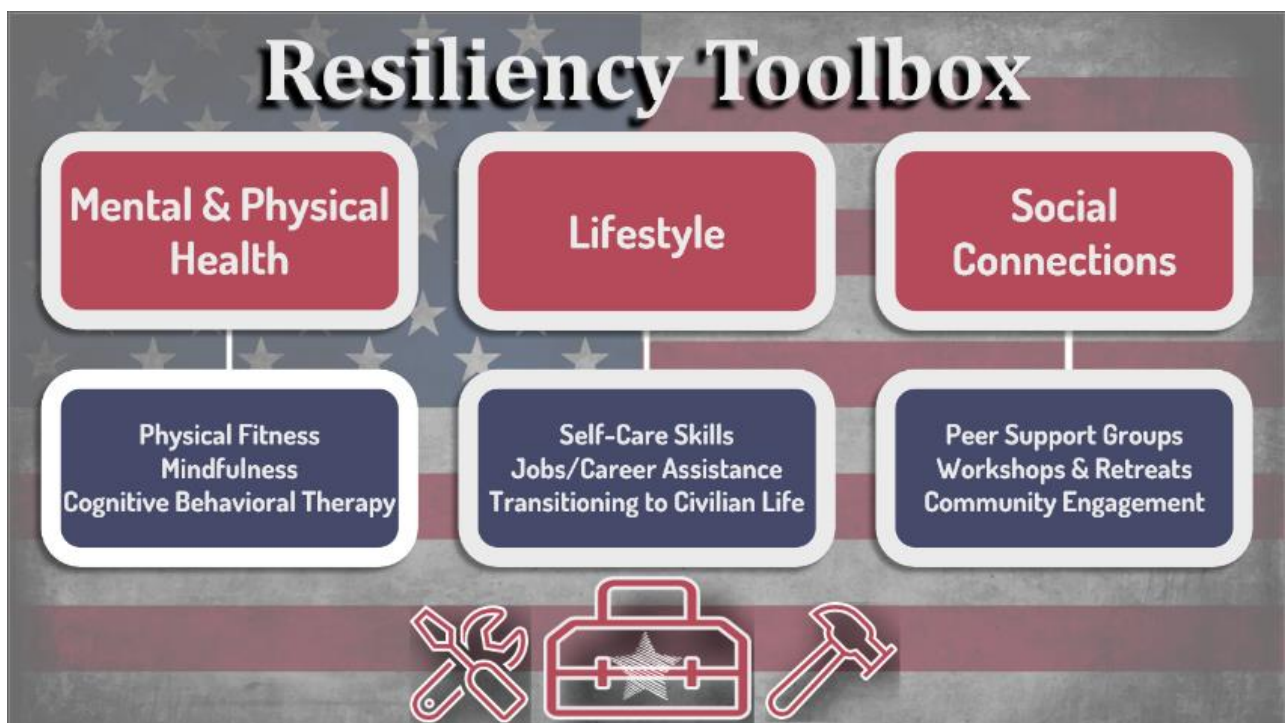 Resiliency Toolbox
Mental & Physical
Health
Lifestyle
Social
Connections
Physical Fitness
Mindfulness
Cognitive Behavioral Therapy
Self-Care Skills
Jobs/Career Assistance
Transitioning to Civilian Life
Peer Support Groups
Workshops & Retreats
Community Engagement